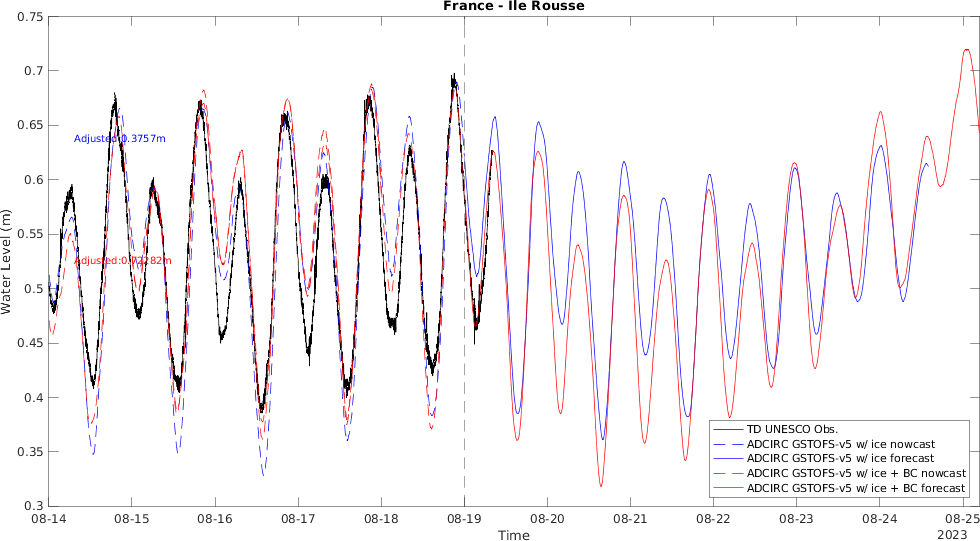 France - Ile Rousse
Water Level (m)
0.75
0.7
0.65
0.6
0.55
0.5
0.45
0.4
0.35
0.3
Adjusted:0.3757m
TD UNESCO Obs.
ADCIRC GSTOFS-v5 w/ ice nowcast
ADCIRC GSTOFS-v5 w/ ice forecast
ADCIRC GSTOFS-v5 w/ ice + BC nowcast
ADCIRC GSTOFS-v5 w/ ice + BC forecast
08-14 08-15 08-16 08-17 08-18 08-19 08-20 08-21 08-22 08-23 08-24 08-25
Time
2023